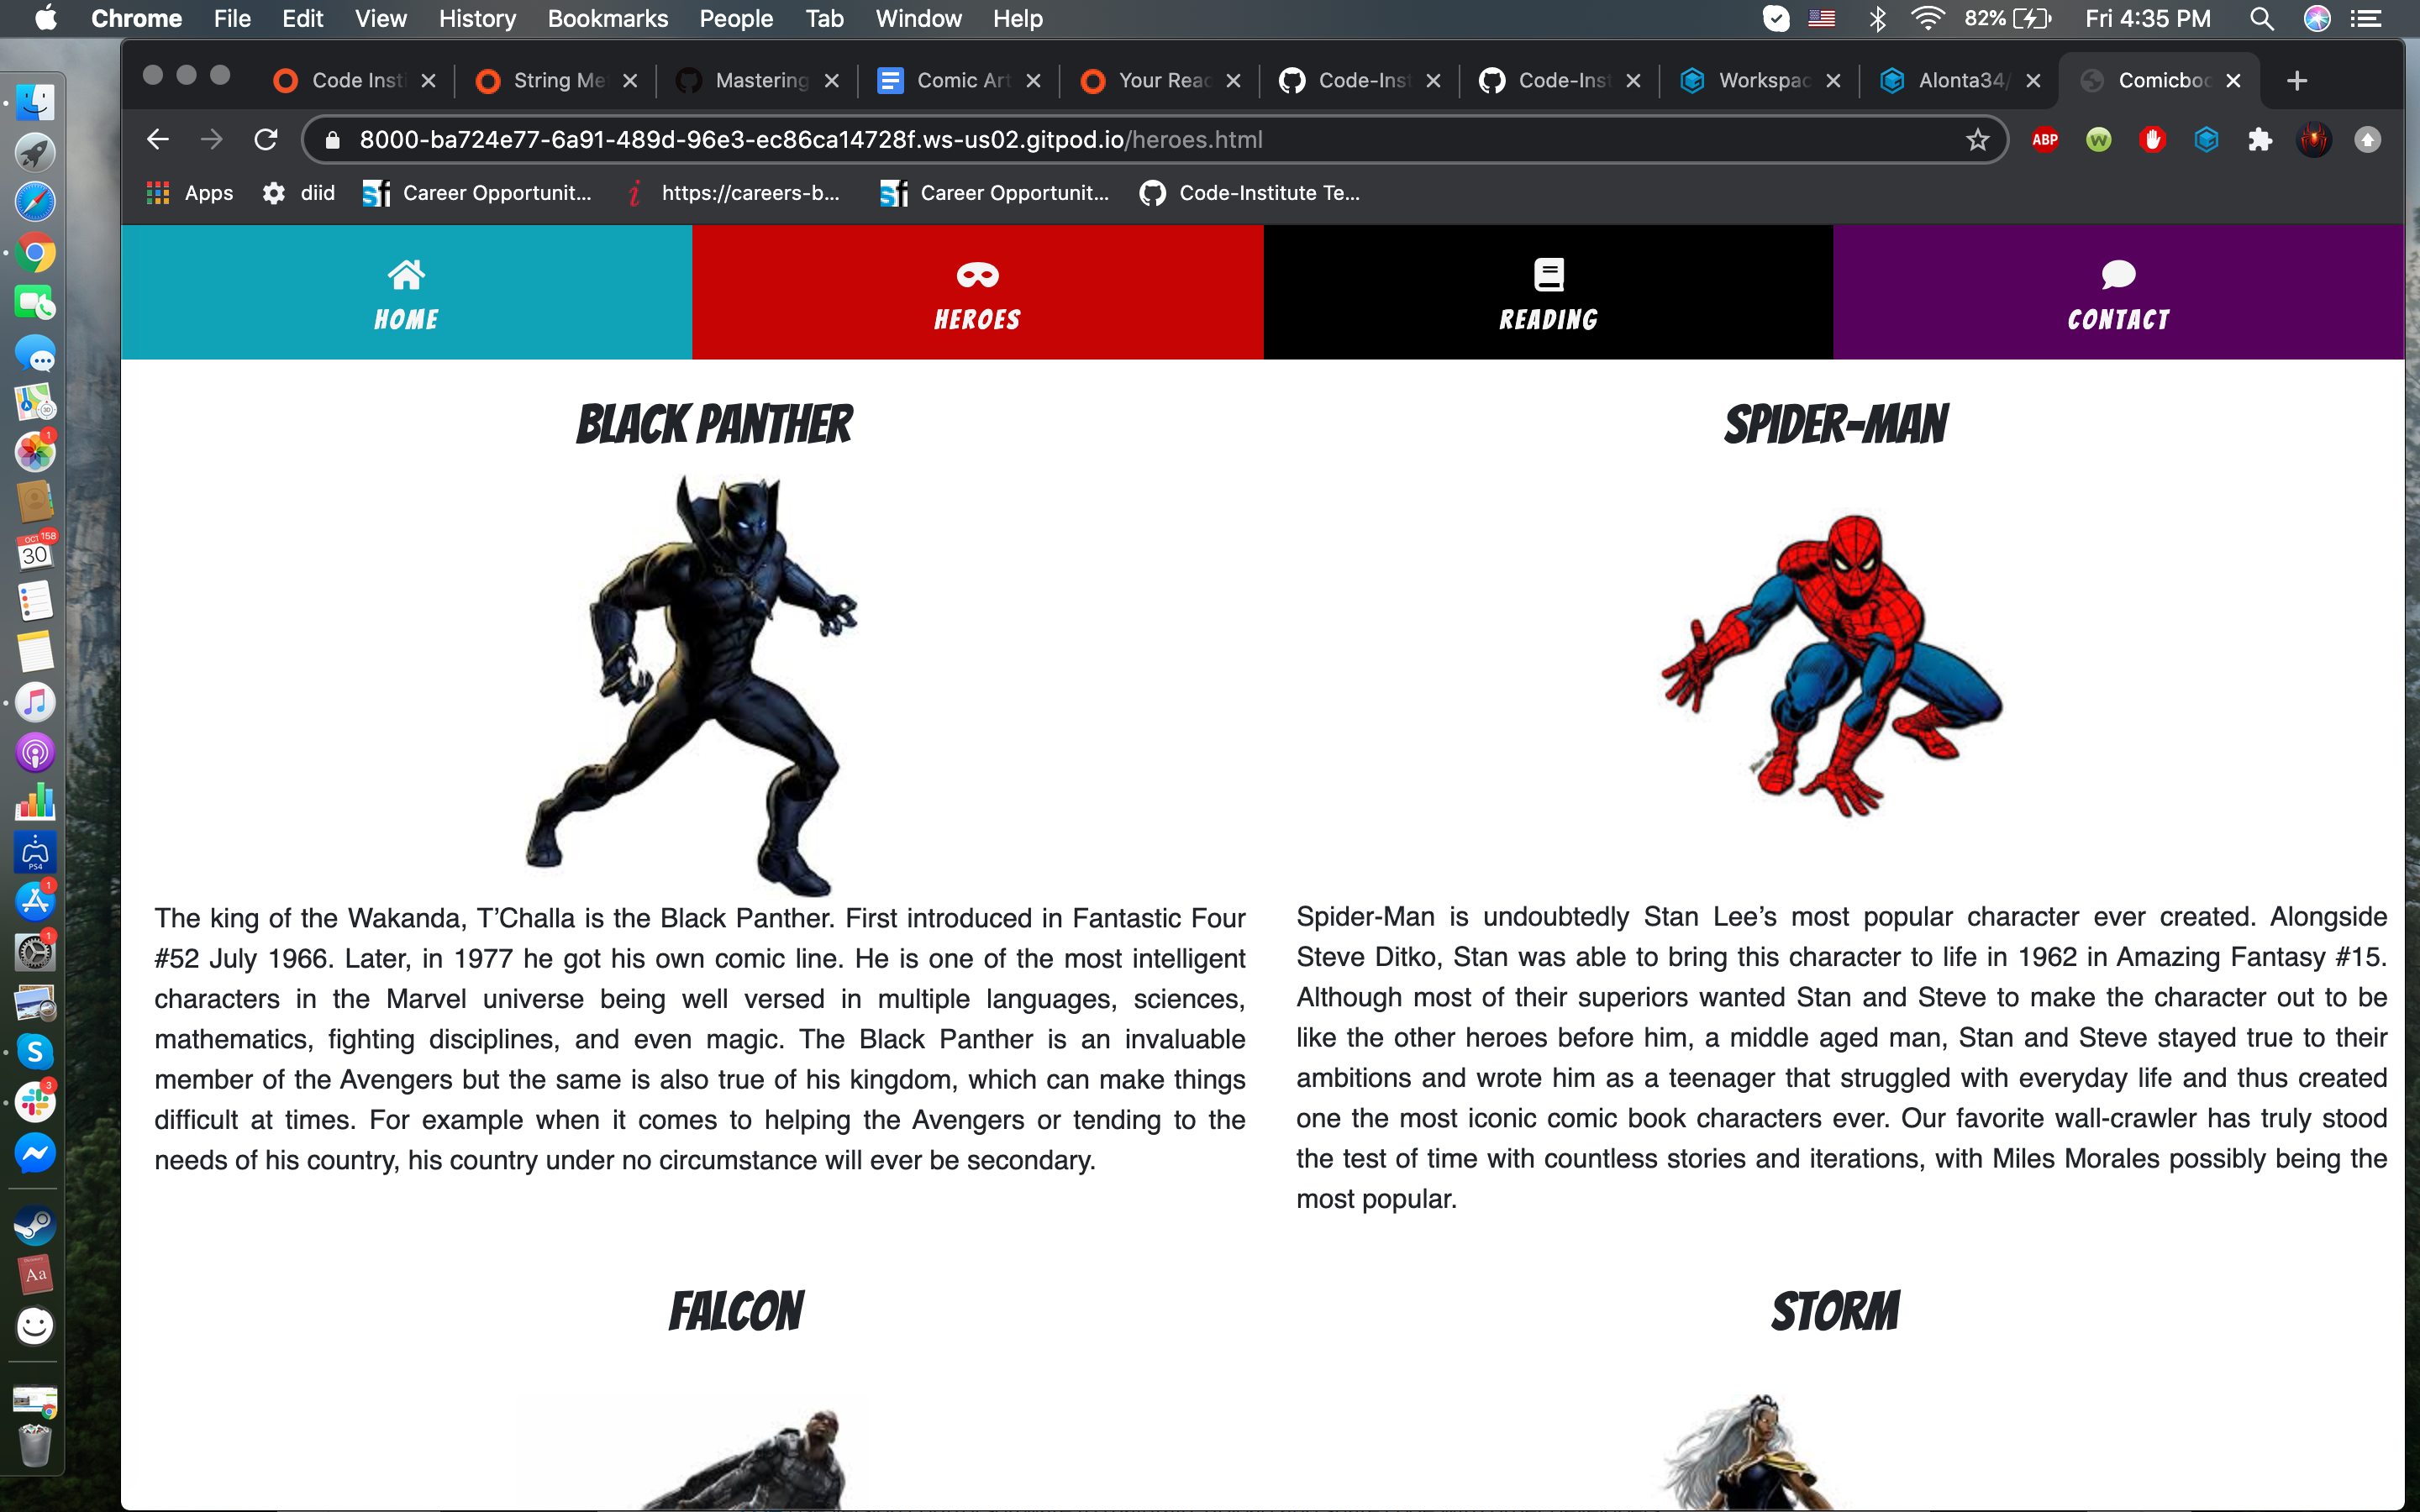 Chrome File Edit View History Bookmarks People Tab Window Help 82% Fri 4:35 PM
Code Insti String Me Mastering Comic Art Your Read Code-Inst Code-Inst Workspac Alonta34/ Comicboo
8000-ba724e77-6a91-489d-96e3-ec86ca14728f.ws-us02.gitpod.io/heroes.html ABP
Apps diid Career Opportunit... https://careers-b... Career Opportunit... Code-Institute Te...
HOME HEROES READING CONTACT
BLACK PANTHER
The king of the Wakanda, T’Challa is the Black Panther. First introduced in Fantastic Four
#52 July 1966. Later, in 1977 he got his own comic line. He is one of the most intelligent
characters in the Marvel universe being well versed in multiple languages, sciences,
mathematics, fighting disciplines, and even magic. The Black Panther is an invaluable
member of the Avengers but the same is also true of his kingdom, which can make things
difficult at times. For example when it comes to helping the Avengers or tending to the
needs of his country, his country under no circumstance will ever be secondary.
SPIDER-MAN
Spider-Man is undoubtedly Stan Lee’s most popular character ever created. Alongside
Steve Ditko, Stan was able to bring this character to life in 1962 in Amazing Fantasy #15.
Although most of their superiors wanted Stan and Steve to make the character out to be
like the other heroes before him, a middle aged man, Stan and Steve stayed true to their
ambitions and wrote him as a teenager that struggled with everyday life and thus created
one the most iconic comic book characters ever. Our favorite wall-crawler has truly stood
the test of time with countless stories and iterations, with Miles Morales possibly being the
most popular.
FALCON
STORM
1
OCT 158
30
PS4
1
1
3
Aa